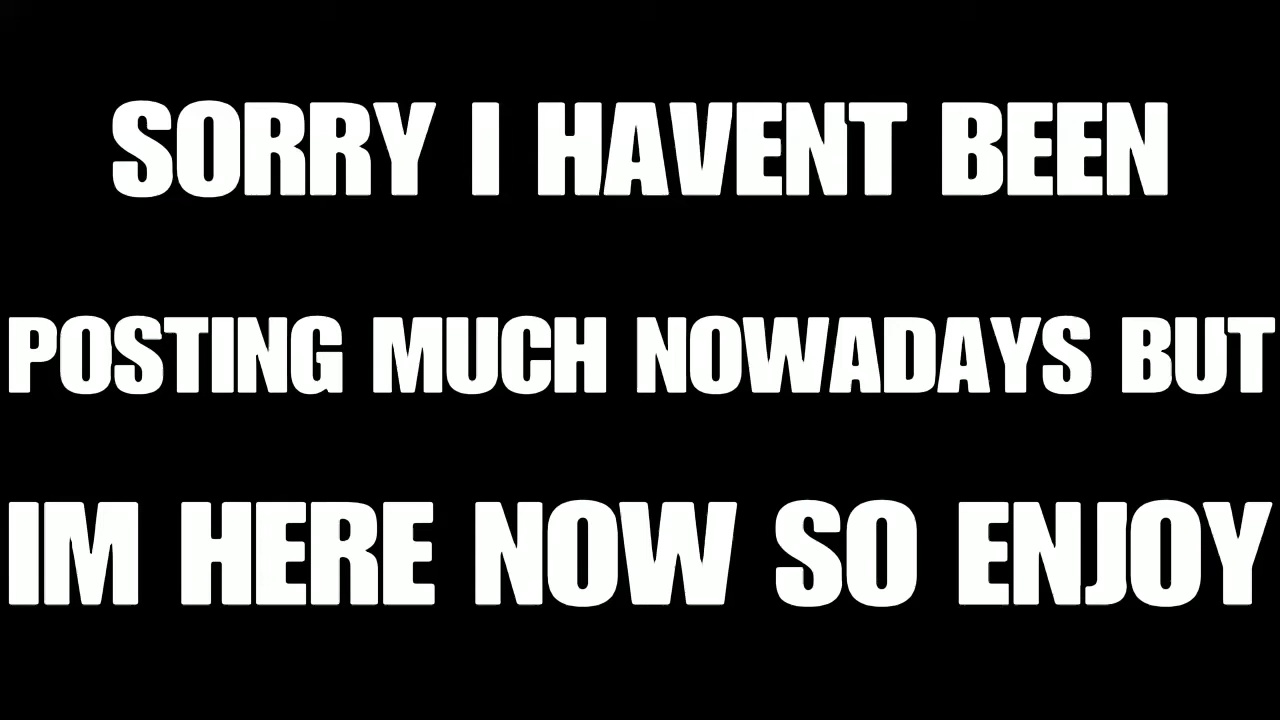 SORRY I HAVENT BEEN
POSTING MUCH NOWADAYS BUT
IM HERE NOW SO ENJOY